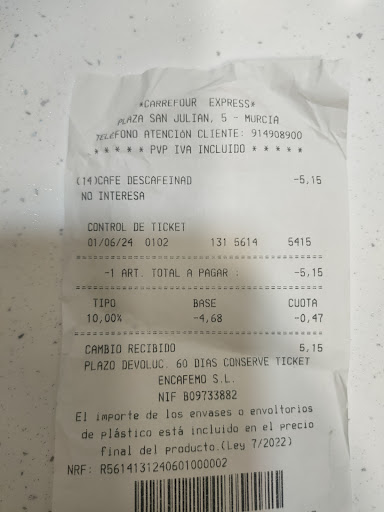 *CARREFOUR EXPRESS*
PLAZA SAN JULIAN, 5 - MURCIA
TELEFONO ATENCIÓN CLIENTE: 914908900
* * * * * PVP IVA INCLUIDO * * * * *
(14)CAFE DESCAFEINAD -5,15
NO INTERESA
CONTROL DE TICKET
01/06/24 0102 131 5614 5415
-1 ART. TOTAL A PAGAR : -5,15
TIPO BASE CUOTA
10,00% -4,68 -0,47
CAMBIO RECIBIDO 5,15
PLAZO DEVOLUC. 60 DIAS CONSERVE TICKET
ENCAFEMO S.L.
NIF B09733882
El importe de los envases o envoltorios
de plástico está incluido en el precio
final del producto.(Ley 7/2022)
NRF: R5614131240601000002